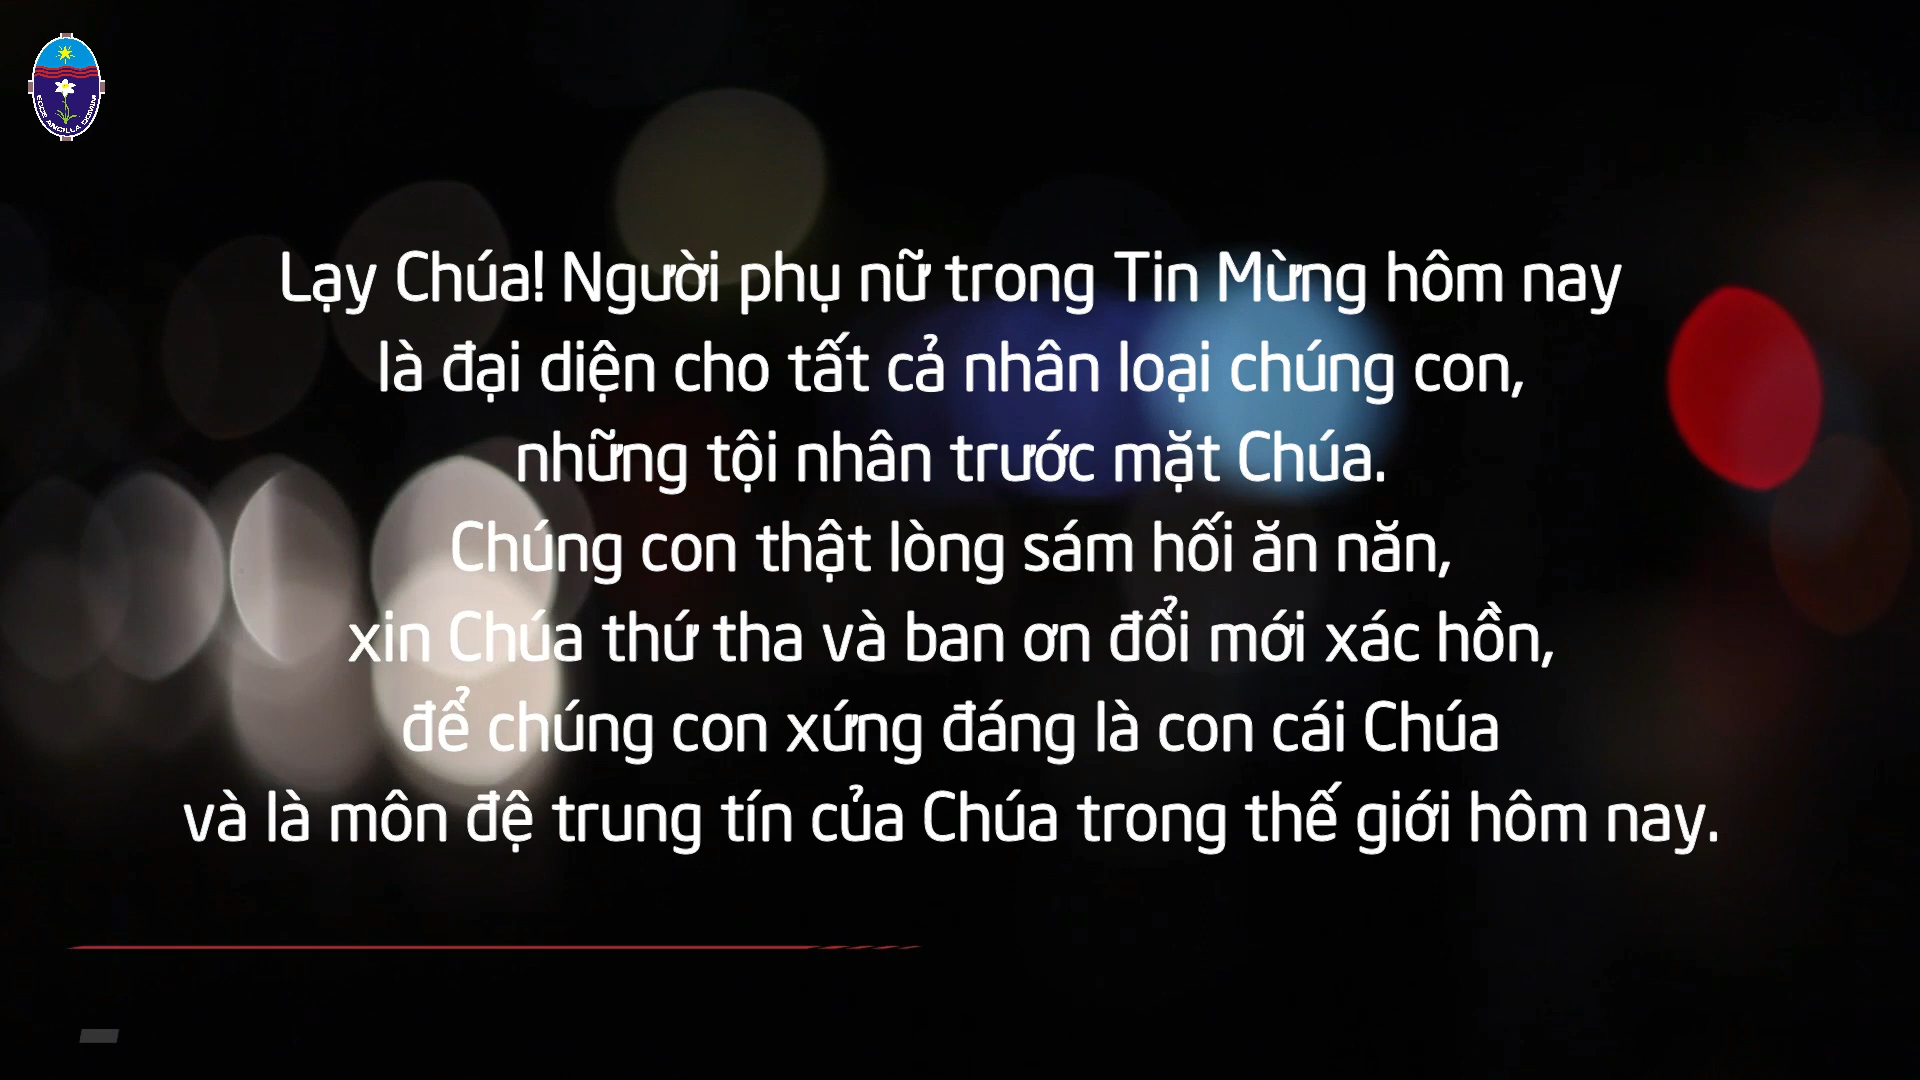 ECCE ANCILLA DOMINI
Lạy Chúa! Người phụ nữ trong Tin Mừng hôm nay
là đại diện cho tất cả nhân loại chúng con,
những tội nhân trước mặt Chúa.
Chúng con thật lòng sám hối ăn năn,
xin Chúa thứ tha và ban ơn đổi mới xác hồn,
để chúng con xứng đáng là con cái Chúa
và là môn đệ trung tín của Chúa trong thế giới hôm nay.